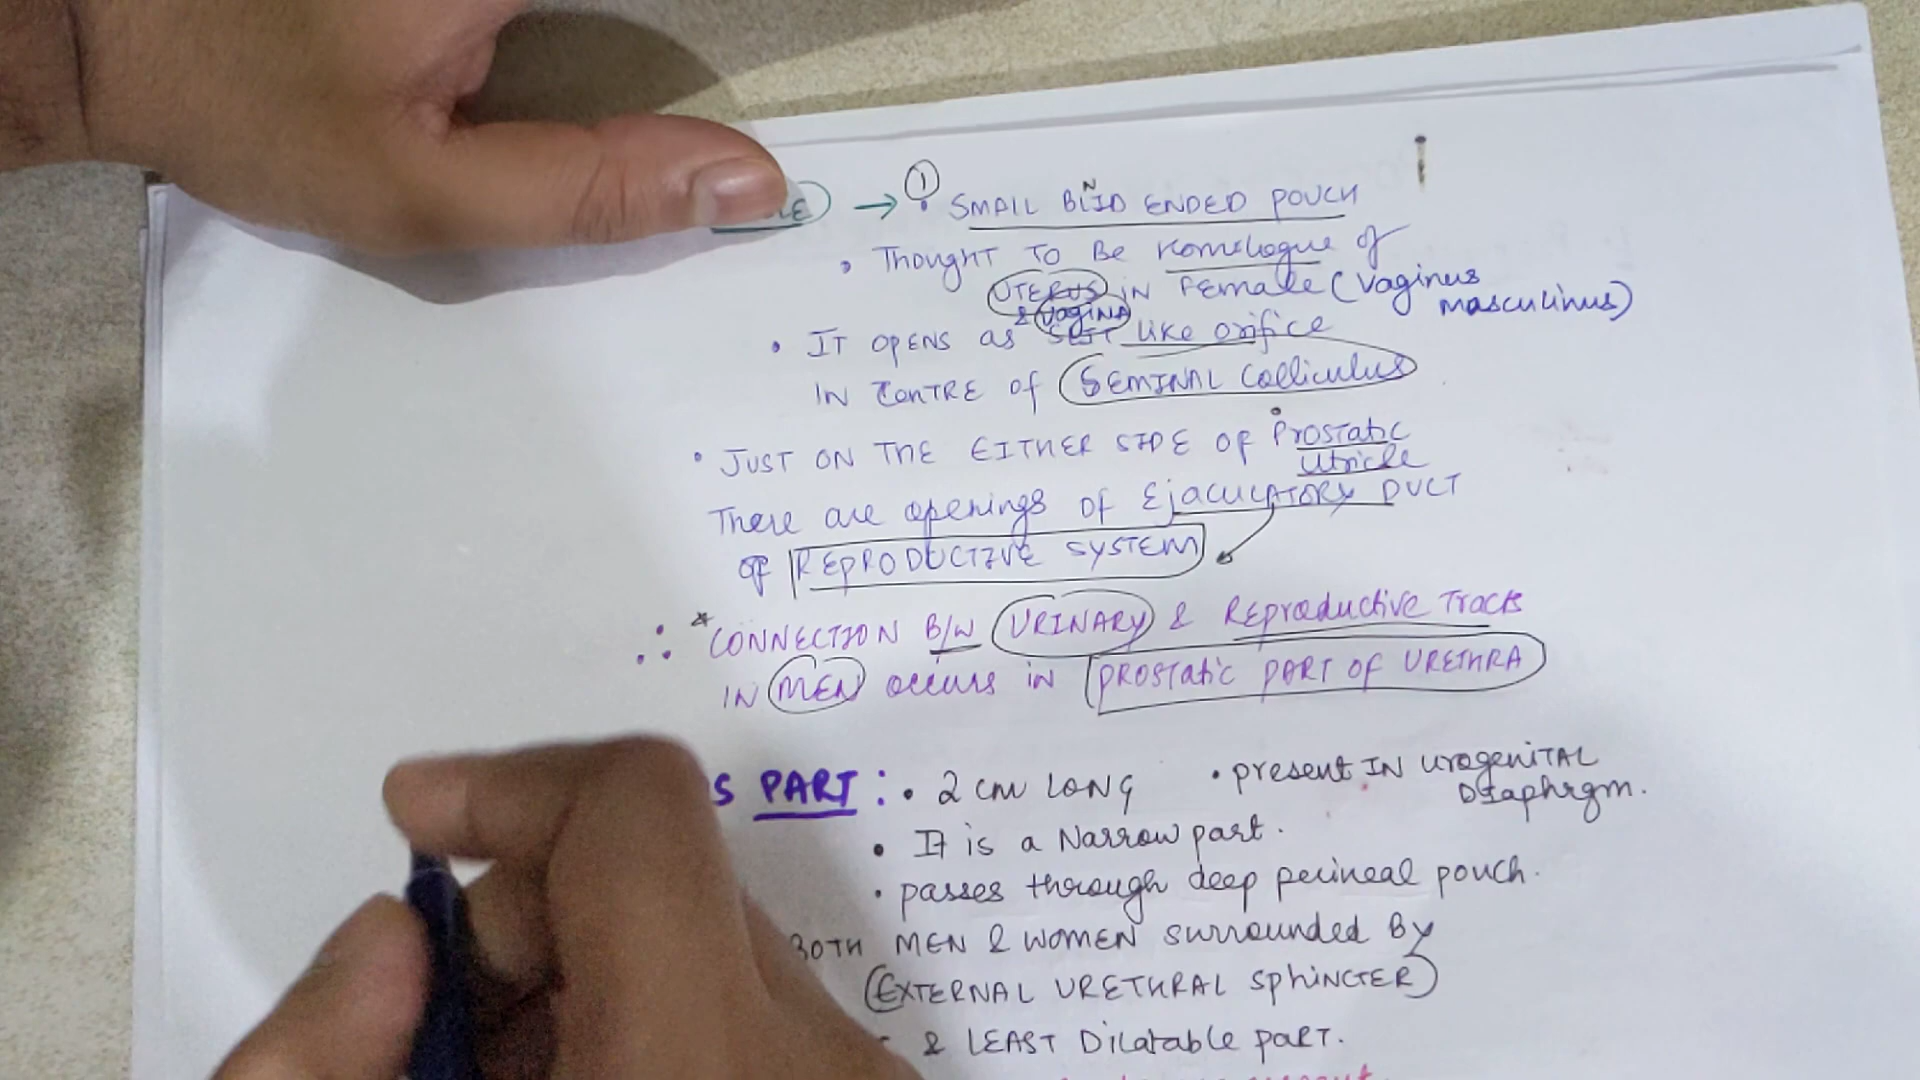 ① SMALL BLIND ENDED POUCH
• THOUGHT TO BE HOMOLOGUE of
UTERUS IN FEMALE (Vaginus masculinus)
& Vagina
• IT OPENS as SLIT LIKE orifice
IN CENTRE of SEMINAL Colliculus
• JUST ON THE EITHER SIDE OF Prostatic Utricle
There are openings of EjACULATORY DUCT
OF REPRODUCTIVE SYSTEM
∴ *CONNECTION B/W URINARY & REproductive Tracts
IN MEN occurs in PROSTATIC PART OF URETHRA
S PART : • 2 cm LONG • present IN urogenITAL Diaphrgm.
• It is a Narrow part.
• passes through deep perineal pouch.
BOTH MEN & WOMEN surrounded By
EXTERNAL URETHRAL SPhINCTER
& LEAST Dilatable paRT.